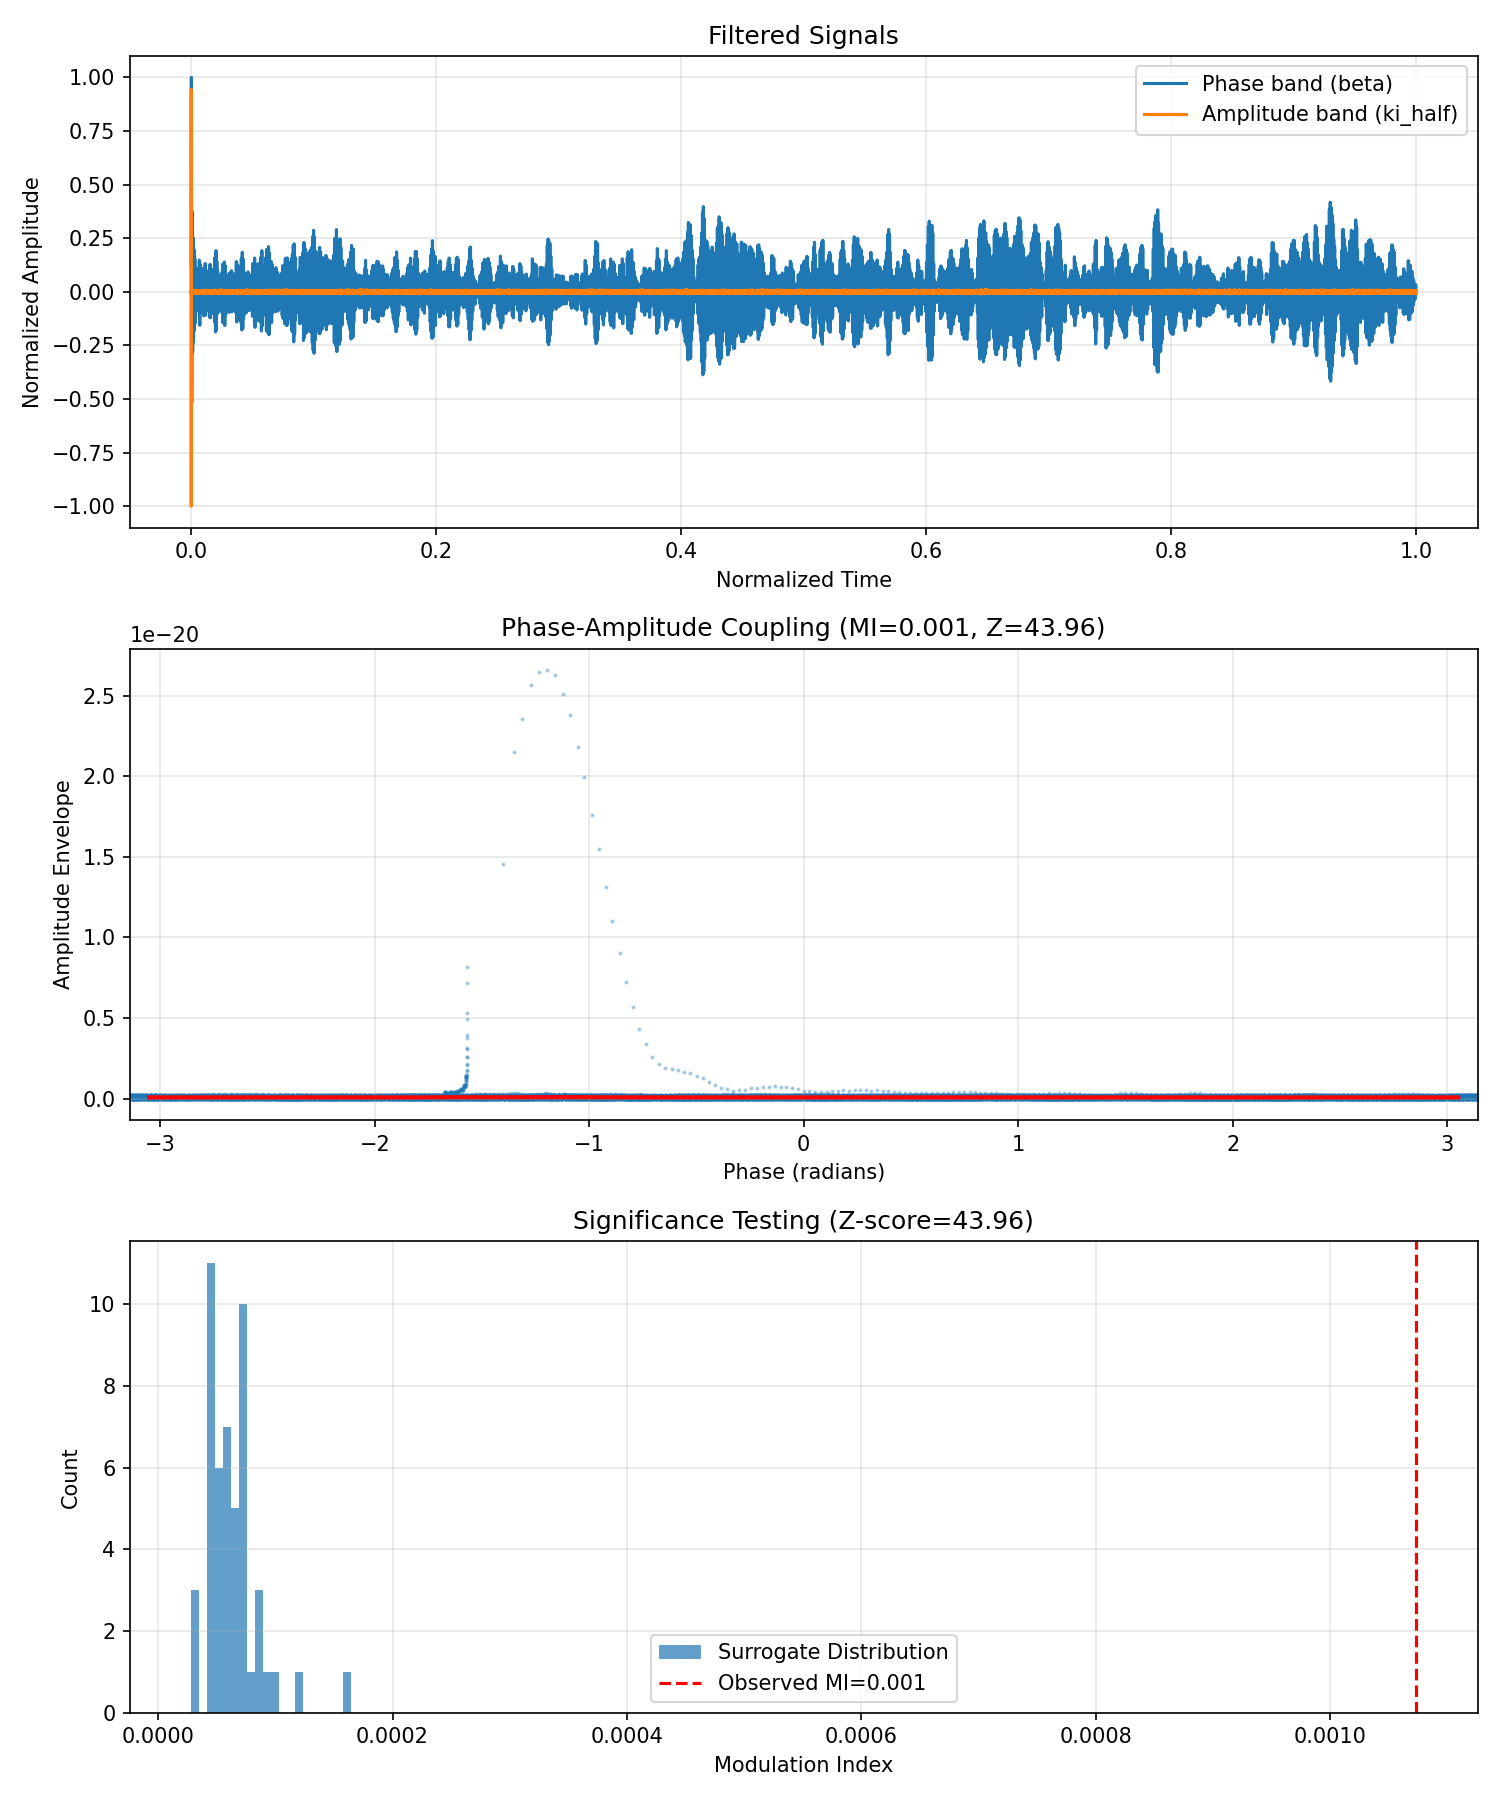 Filtered Signals
Phase band (beta)
Amplitude band (ki_half)
1.00
0.75
0.50
0.25
0.00
−0.25
−0.50
−0.75
−1.00
Normalized Amplitude
0.0 0.2 0.4 0.6 0.8 1.0
Normalized Time
1e−20
Phase-Amplitude Coupling (MI=0.001, Z=43.96)
2.5
2.0
1.5
1.0
0.5
0.0
Amplitude Envelope
−3 −2 −1 0 1 2 3
Phase (radians)
Significance Testing (Z-score=43.96)
10
8
6
4
2
0
Count
Surrogate Distribution
Observed MI=0.001
0.0000 0.0002 0.0004 0.0006 0.0008 0.0010
Modulation Index